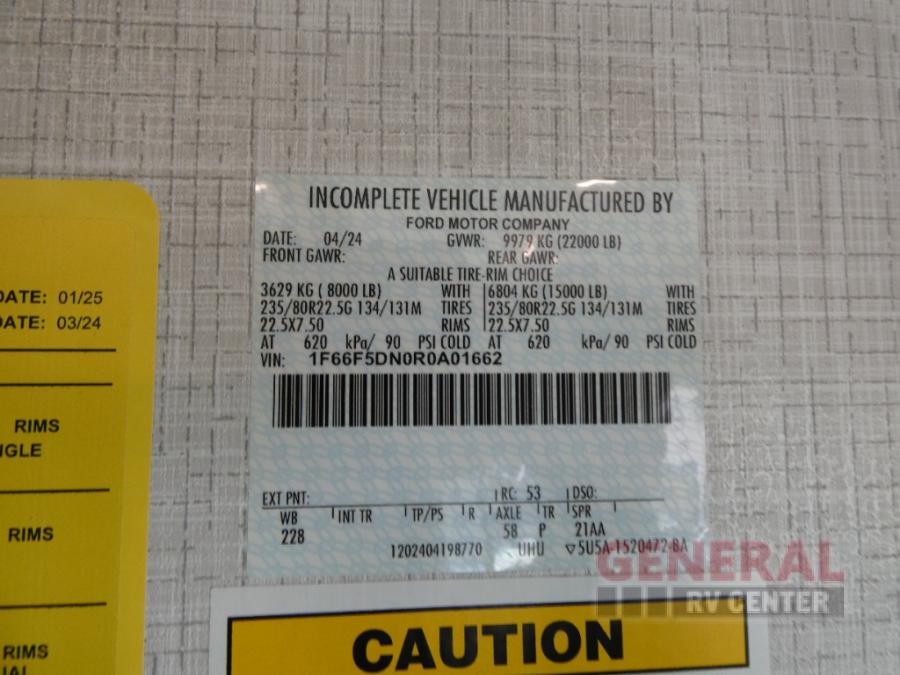 INCOMPLETE VEHICLE MANUFACTURED BY
FORD MOTOR COMPANY
DATE: 04/24 GVWR: 9979 KG (22000 LB)
FRONT GAWR: REAR GAWR:
A SUITABLE TIRE-RIM CHOICE
3629 KG ( 8000 LB) WITH 6804 KG (15000 LB) WITH
235/80R22.5G 134/131M TIRES 235/80R22.5G 134/131M TIRES
22.5X7.50 RIMS 22.5X7.50 RIMS
AT 620 kPa/ 90 PSI COLD AT 620 kPa/ 90 PSI COLD
VIN: 1F66F5DN0R0A01662
EXT PNT: RC: 53 DSO:
WB INT TR TP/PS R AXLE TR SPR
228 58 P 21AA
1202404198770 UHU ▽5U5A-1520472-BA
DATE: 01/25
DATE: 03/24
RIMS
RIMS
RIMS
GENERAL
RV CENTER
CAUTION